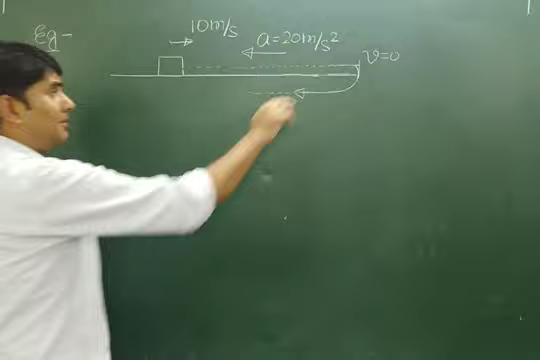 Eg -
10m/s
a = 20m/s²
v=0